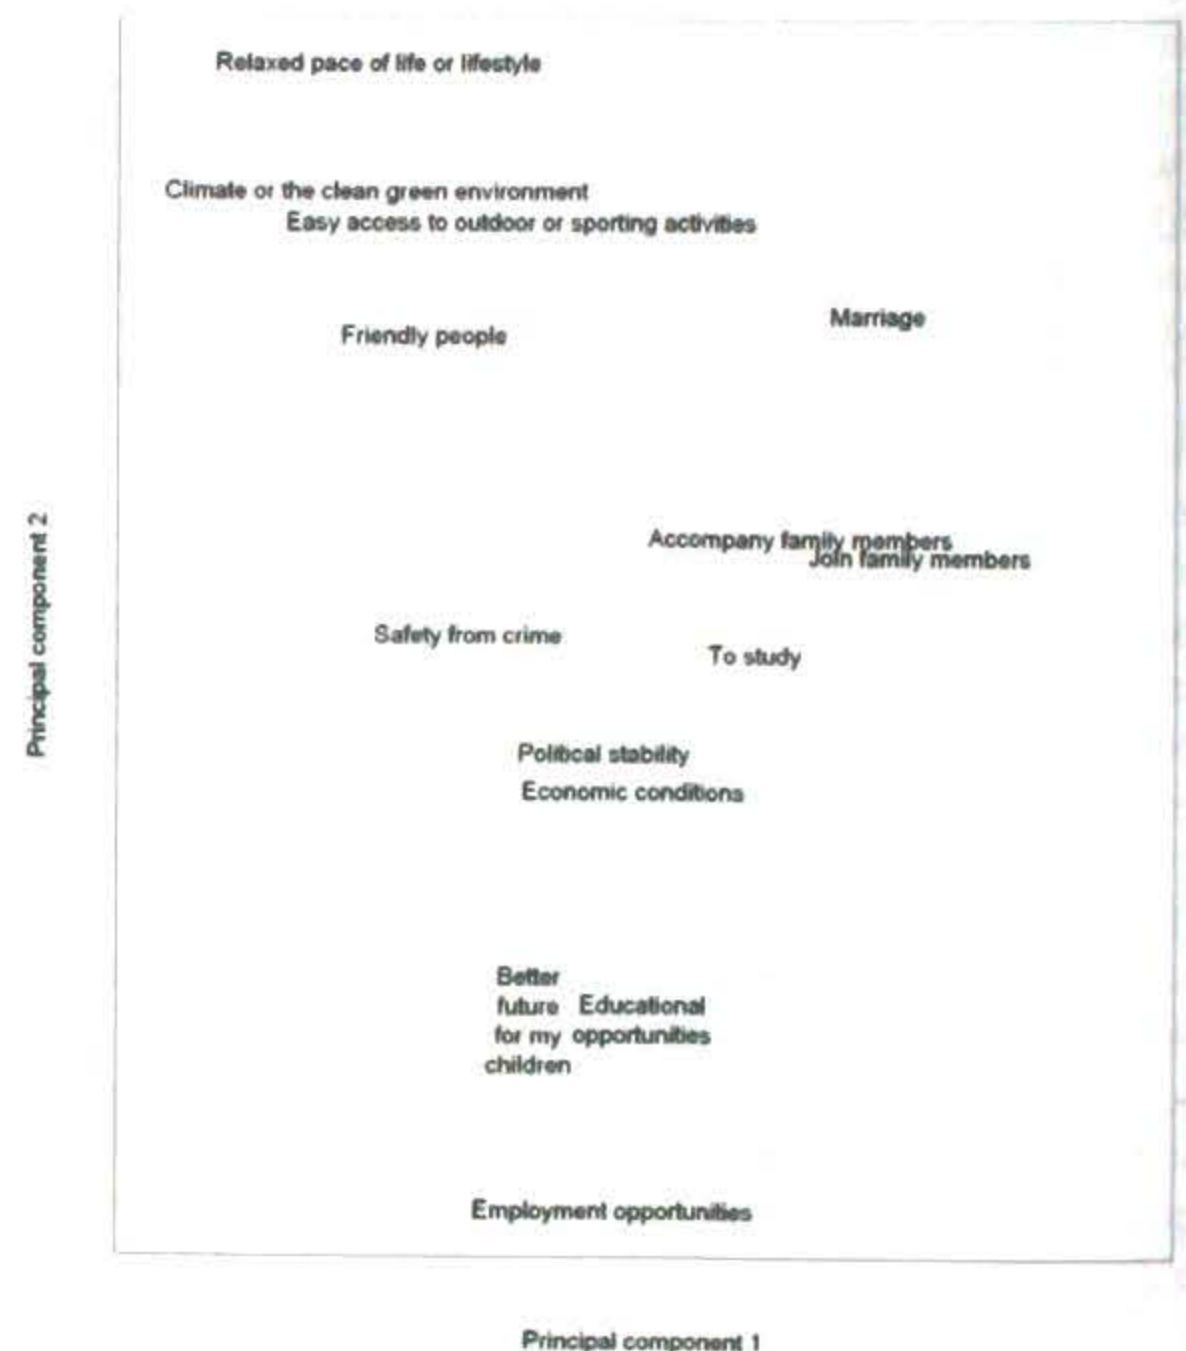 Relaxed pace of life or lifestyle
Climate or the clean green environment
Easy access to outdoor or sporting activities
Marriage
Friendly people
Accompany family members
Join family members
Safety from crime
To study
Political stability
Economic conditions
Better
future Educational
for my opportunities
children
Employment opportunities
Principal component 2
Principal component 1